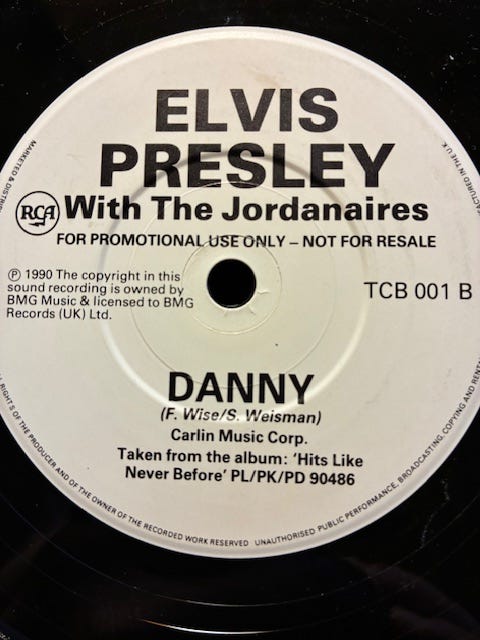 ELVIS
PRESLEY
RCA With The Jordanaires
FOR PROMOTIONAL USE ONLY – NOT FOR RESALE
℗ 1990 The copyright in this
sound recording is owned by
BMG Music & licensed to BMG
Records (UK) Ltd.
TCB 001 B
DANNY
(F. Wise/S. Weisman)
Carlin Music Corp.
Taken from the album: 'Hits Like
Never Before' PL/PK/PD 90486
MARKETED &
IN THE U.K.
OF THE PRODUCER AND OF THE OWNER OF THE RECORDED WORK RESERVED UNAUTHORISED PUBLIC PERFORMANCE, BROADCASTING, COPYING AND